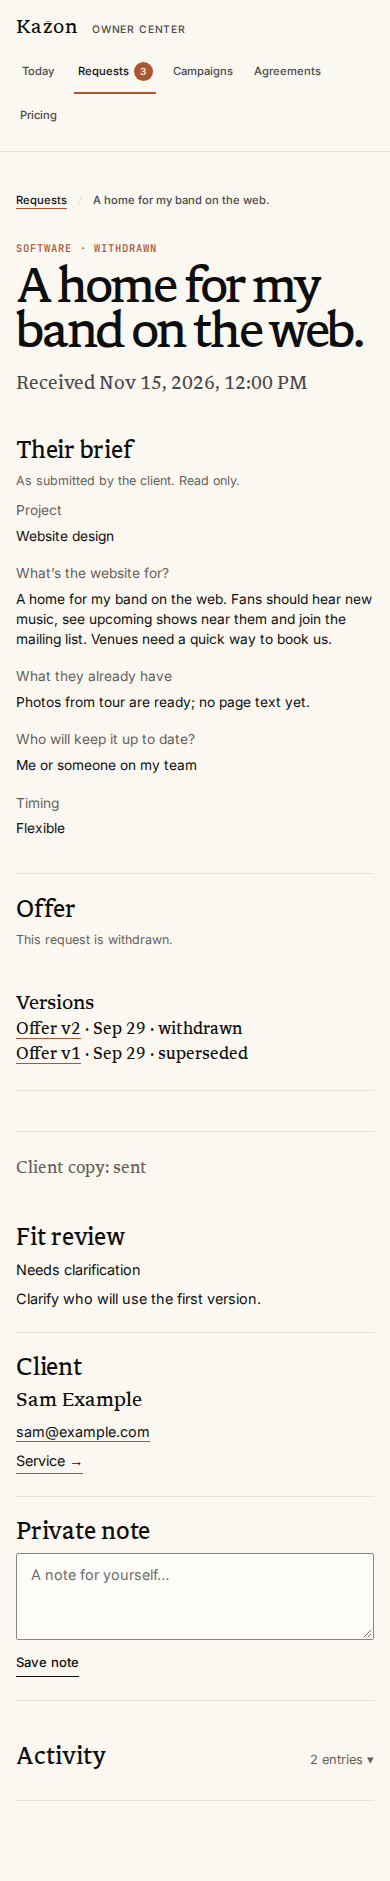 Kažon OWNER CENTER
Today Requests 3 Campaigns Agreements
Pricing
Requests / A home for my band on the web.
SOFTWARE · WITHDRAWN
A home for my
band on the web.
Received Nov 15, 2026, 12:00 PM
Their brief
As submitted by the client. Read only.
Project
Website design
What's the website for?
A home for my band on the web. Fans should hear new
music, see upcoming shows near them and join the
mailing list. Venues need a quick way to book us.
What they already have
Photos from tour are ready; no page text yet.
Who will keep it up to date?
Me or someone on my team
Timing
Flexible
Offer
This request is withdrawn.
Versions
Offer v2 · Sep 29 · withdrawn
Offer v1 · Sep 29 · superseded
Client copy: sent
Fit review
Needs clarification
Clarify who will use the first version.
Client
Sam Example
sam@example.com
Service →
Private note
A note for yourself...
Save note
Activity 2 entries ▾